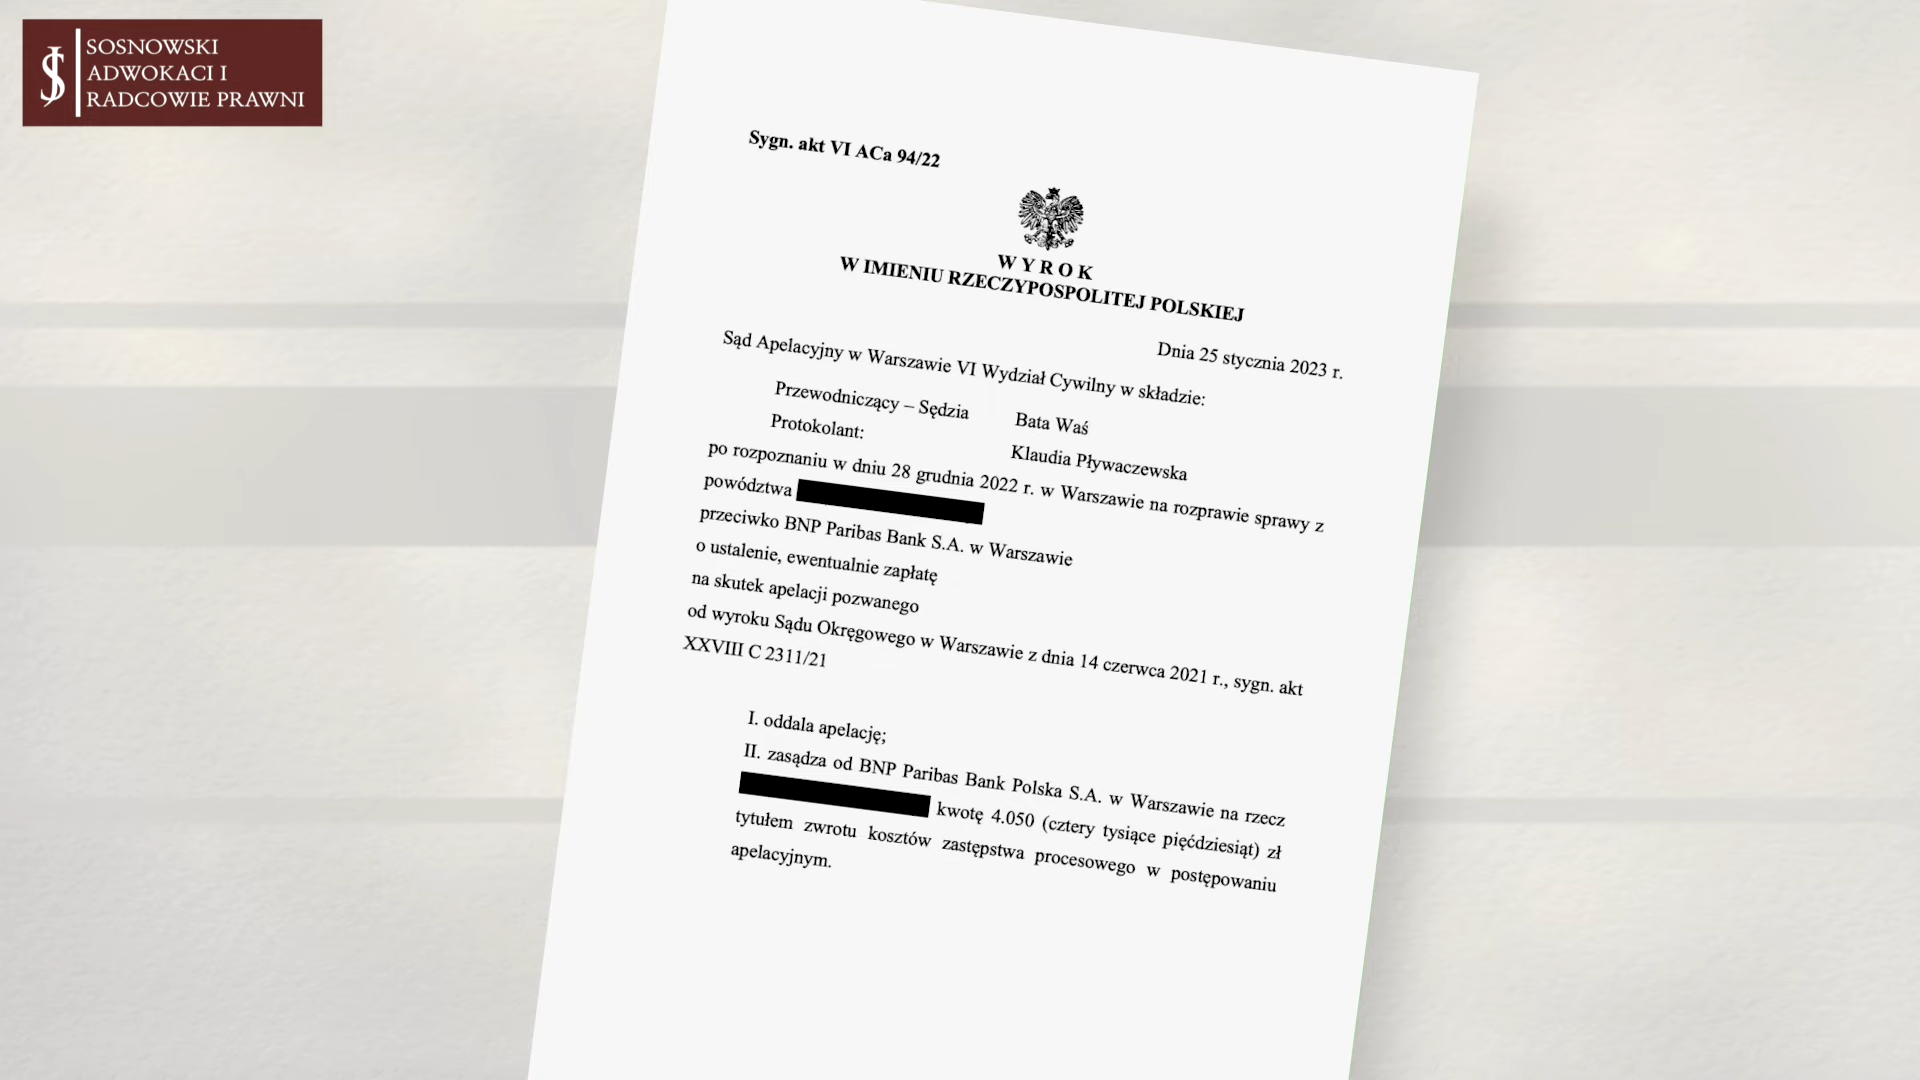 SOSNOWSKI
ADWOKACI I
RADCOWIE PRAWNI
Sygn. akt VI ACa 94/22
W Y R O K
W IMIENIU RZECZYPOSPOLITEJ POLSKIEJ
Dnia 25 stycznia 2023 r.
Sąd Apelacyjny w Warszawie VI Wydział Cywilny w składzie:
Przewodniczący – Sędzia Bata Waś
Protokolant: Klaudia Pływaczewska
po rozpoznaniu w dniu 28 grudnia 2022 r. w Warszawie na rozprawie sprawy z
powództwa
przeciwko BNP Paribas Bank S.A. w Warszawie
o ustalenie, ewentualnie zapłatę
na skutek apelacji pozwanego
od wyroku Sądu Okręgowego w Warszawie z dnia 14 czerwca 2021 r., sygn. akt
XXVIII C 2311/21
I. oddala apelację;
II. zasądza od BNP Paribas Bank Polska S.A. w Warszawie na rzecz
kwotę 4.050 (cztery tysiące pięćdziesiąt) zł
tytułem zwrotu kosztów zastępstwa procesowego w postępowaniu
apelacyjnym.